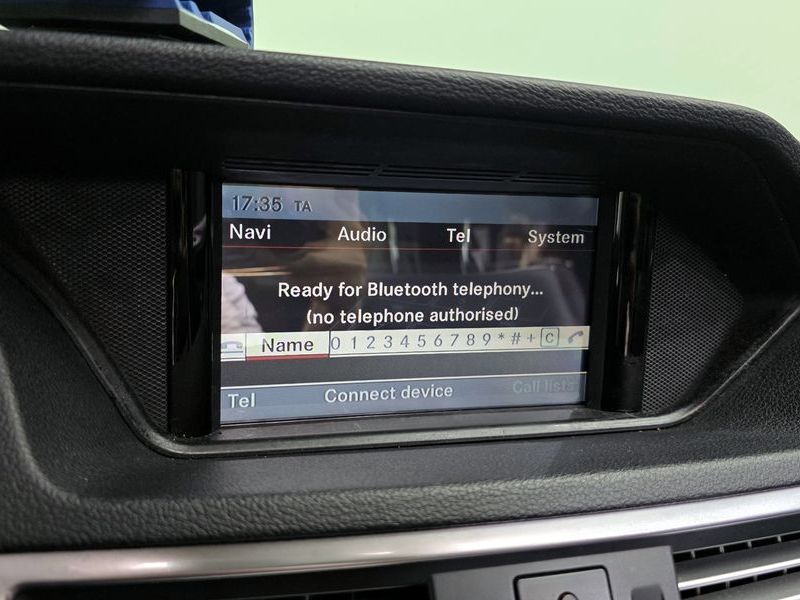 17:35 TA
Navi Audio Tel System
Ready for Bluetooth telephony...
(no telephone authorised)
Name 0 1 2 3 4 5 6 7 8 9 * # + C
Tel Connect device Call lists